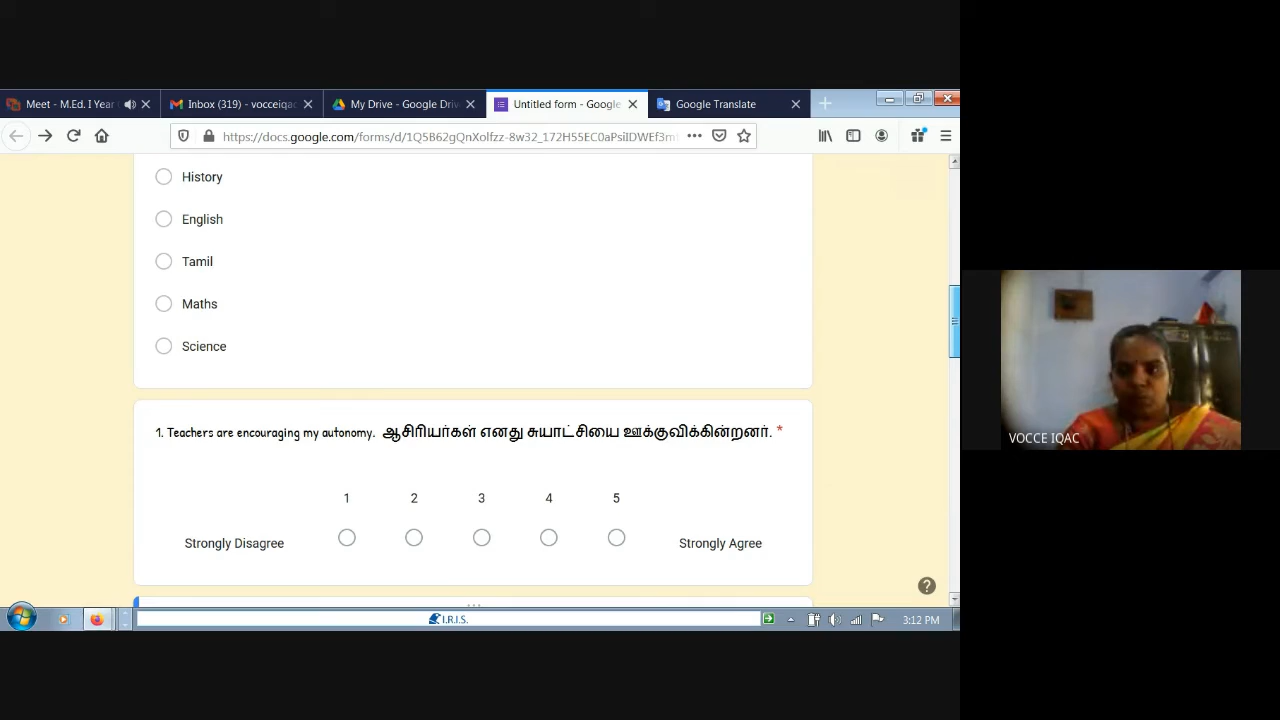 Meet - M.Ed. I Year
Inbox (319) - vocceiqac
My Drive - Google Driv
Untitled form - Google
Google Translate
https://docs.google.com/forms/d/1Q5B62gQnXolfzz-8w32_172H55EC0aPsiIDWEf3m
History
English
Tamil
Maths
Science
1. Teachers are encouraging my autonomy. ஆசிரியர்கள் எனது சுயாட்சியை ஊக்குவிக்கின்றனர். *
1 2 3 4 5
Strongly Disagree Strongly Agree
VOCCE IQAC
I.R.I.S.
3:12 PM